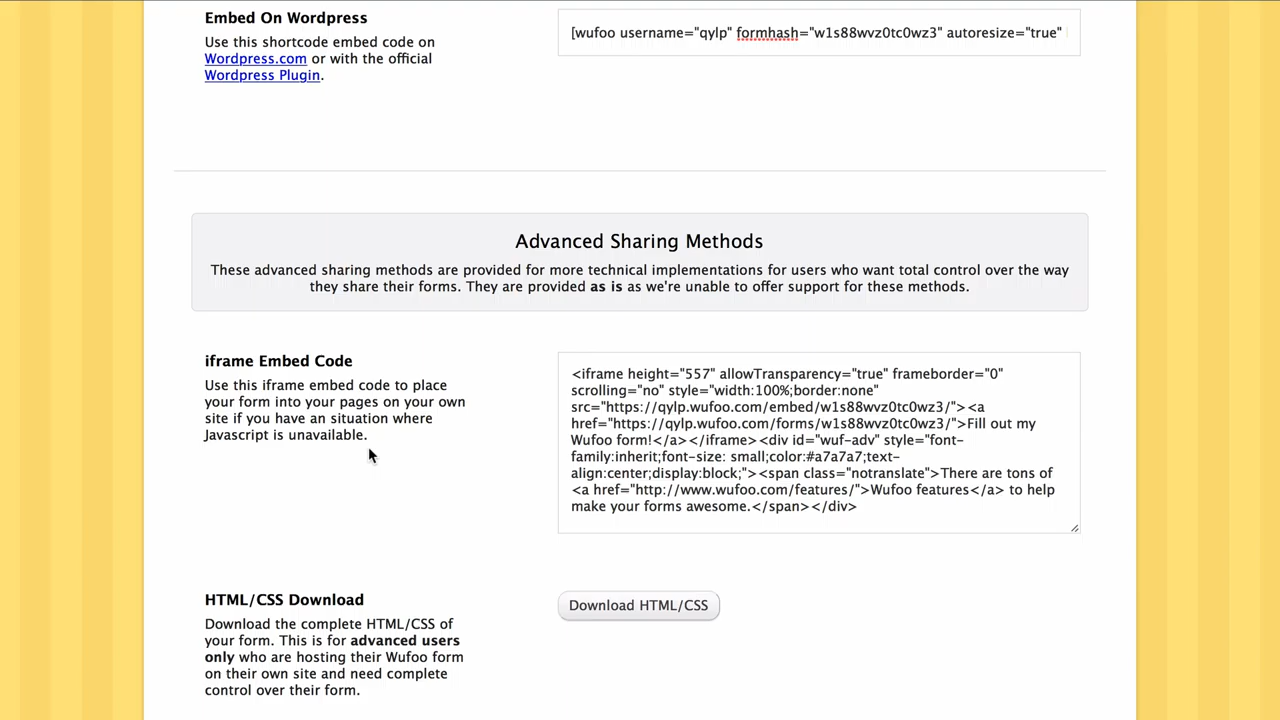 Embed On Wordpress
Use this shortcode embed code on
Wordpress.com or with the official
Wordpress Plugin.
[wufoo username="qylp" formhash="w1s88wvz0tc0wz3" autoresize="true"
Advanced Sharing Methods
These advanced sharing methods are provided for more technical implementations for users who want total control over the way
they share their forms. They are provided as is as we're unable to offer support for these methods.
iframe Embed Code
Use this iframe embed code to place
your form into your pages on your own
site if you have an situation where
Javascript is unavailable.
<iframe height="557" allowTransparency="true" frameborder="0"
scrolling="no" style="width:100%;border:none"
src="https://qylp.wufoo.com/embed/w1s88wvz0tc0wz3/"><a
href="https://qylp.wufoo.com/forms/w1s88wvz0tc0wz3/">Fill out my
Wufoo form!</a></iframe><div id="wuf-adv" style="font-
family:inherit;font-size: small;color:#a7a7a7;text-
align:center;display:block;"><span class="notranslate">There are tons of
<a href="http://www.wufoo.com/features/">Wufoo features</a> to help
make your forms awesome.</span></div>
HTML/CSS Download
Download the complete HTML/CSS of
your form. This is for advanced users
only who are hosting their Wufoo form
on their own site and need complete
control over their form.
Download HTML/CSS